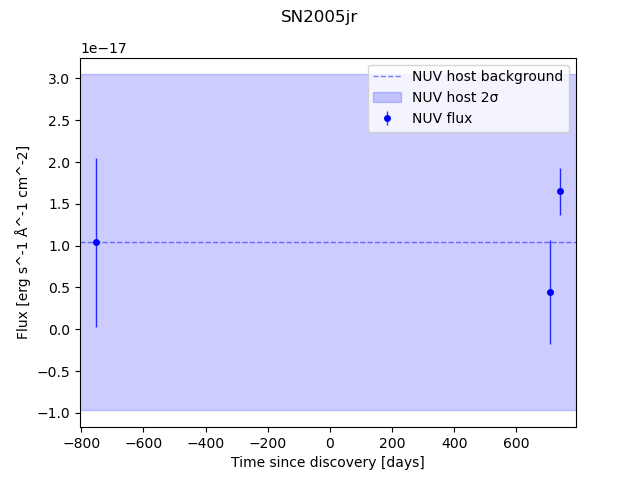 SN2005jr
1e−17
NUV host background
NUV host 2σ
NUV flux
3.0
2.5
2.0
1.5
1.0
0.5
0.0
−0.5
−1.0
Flux [erg s^-1 Å^-1 cm^-2]
−800 −600 −400 −200 0 200 400 600
Time since discovery [days]